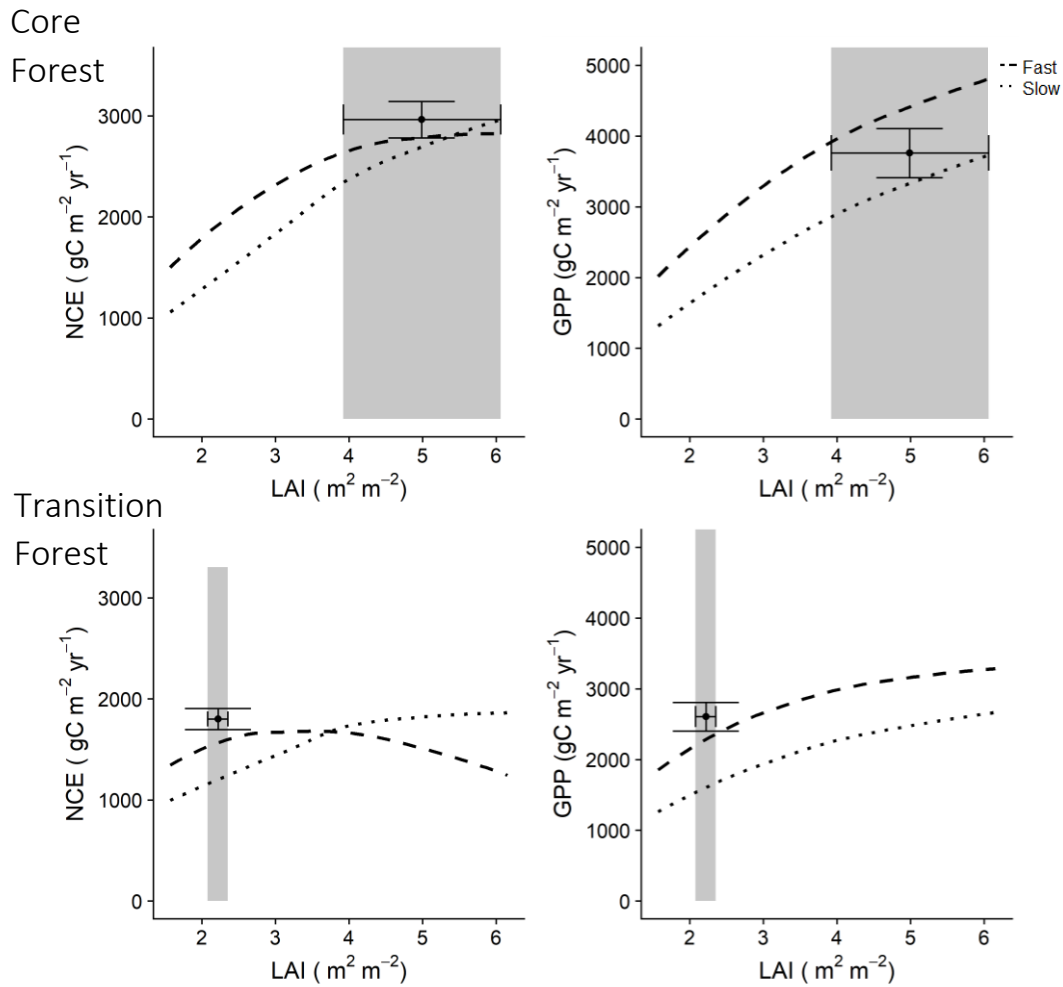 Core
Forest
NCE ( gC m⁻² yr⁻¹)
3000
2000
1000
0
2 3 4 5 6
LAI ( m² m⁻²)
GPP (gC m⁻² yr⁻¹)
5000
4000
3000
2000
1000
0
2 3 4 5 6
LAI ( m² m⁻²)
Fast
Slow
Transition
Forest
NCE ( gC m⁻² yr⁻¹)
3000
2000
1000
0
2 3 4 5 6
LAI ( m² m⁻²)
GPP (gC m⁻² yr⁻¹)
5000
4000
3000
2000
1000
0
2 3 4 5 6
LAI ( m² m⁻²)